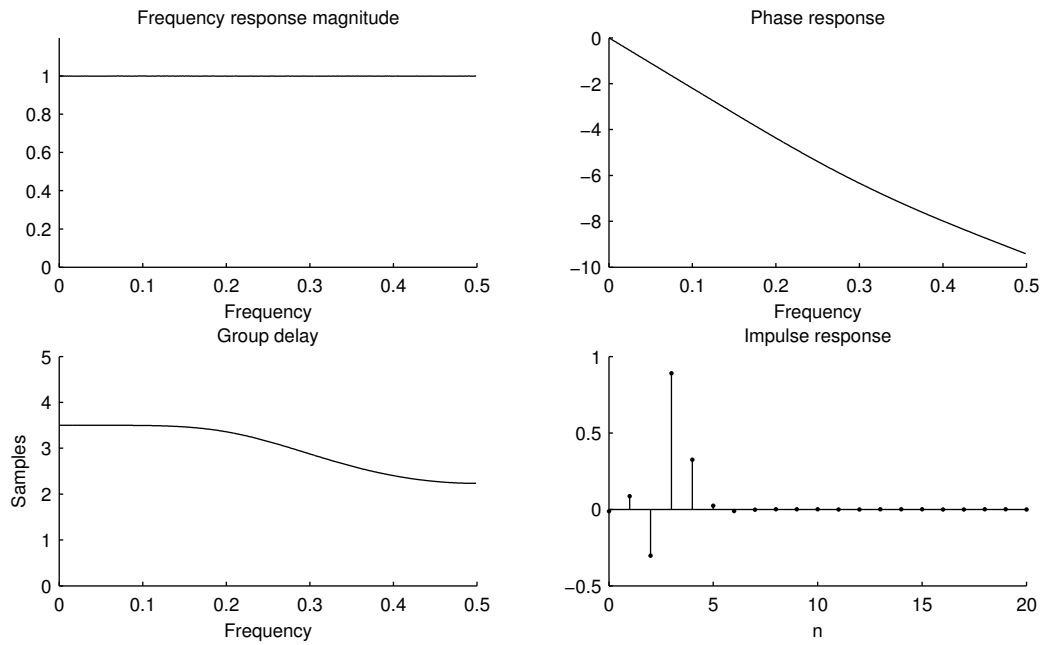 Frequency response magnitude
1
0.8
0.6
0.4
0.2
0
0 0.1 0.2 0.3 0.4 0.5
Frequency
Phase response
0
−2
−4
−6
−8
−10
0 0.1 0.2 0.3 0.4 0.5
Frequency
Group delay
5
4
3
2
1
0
Samples
0 0.1 0.2 0.3 0.4 0.5
Frequency
Impulse response
1
0.5
0
−0.5
0 5 10 15 20
n